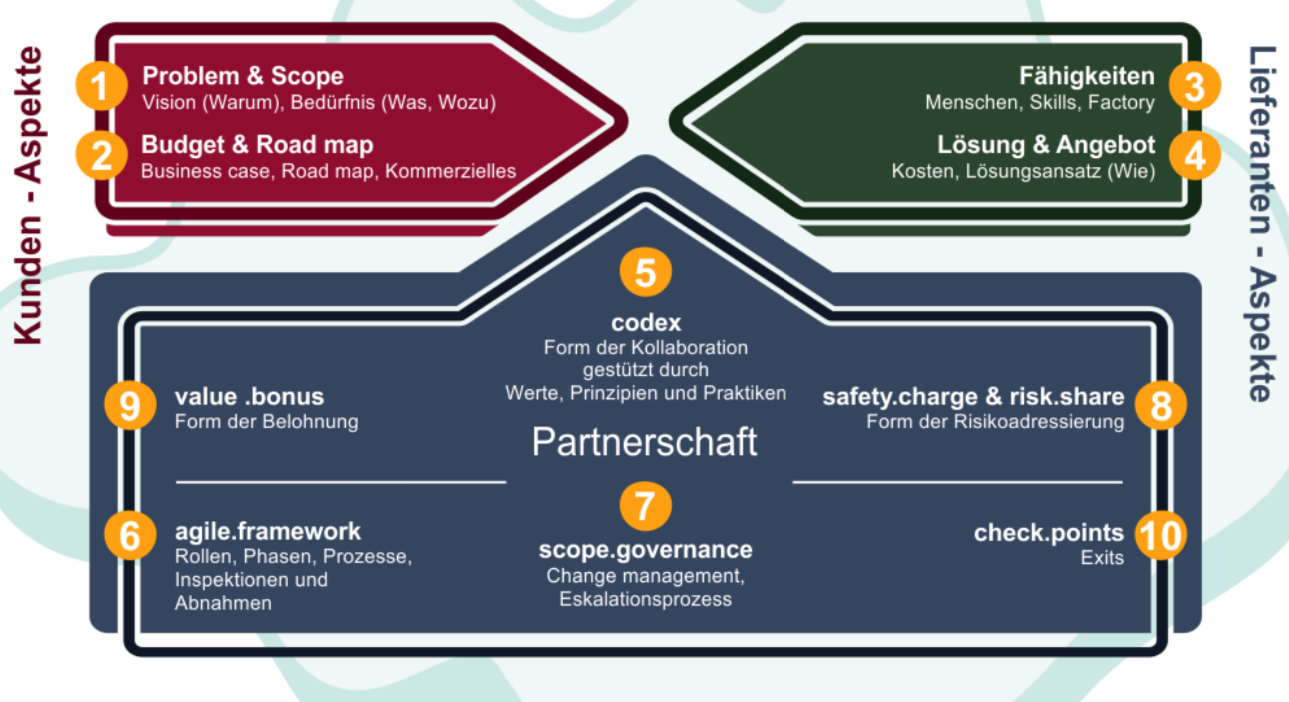 Kunden - Aspekte
1
Problem & Scope
Vision (Warum), Bedürfnis (Was, Wozu)
2
Budget & Road map
Business case, Road map, Kommerzielles
Fähigkeiten
3
Menschen, Skills, Factory
Lösung & Angebot
4
Kosten, Lösungsansatz (Wie)
Lieferanten - Aspekte
5
codex
Form der Kollaboration
gestützt durch
Werte, Prinzipien und Praktiken
9
value .bonus
Form der Belohnung
safety.charge & risk.share
8
Form der Risikoadressierung
Partnerschaft
6
agile.framework
Rollen, Phasen, Prozesse,
Inspektionen und
Abnahmen
7
scope.governance
Change management,
Eskalationsprozess
check.points
10
Exits